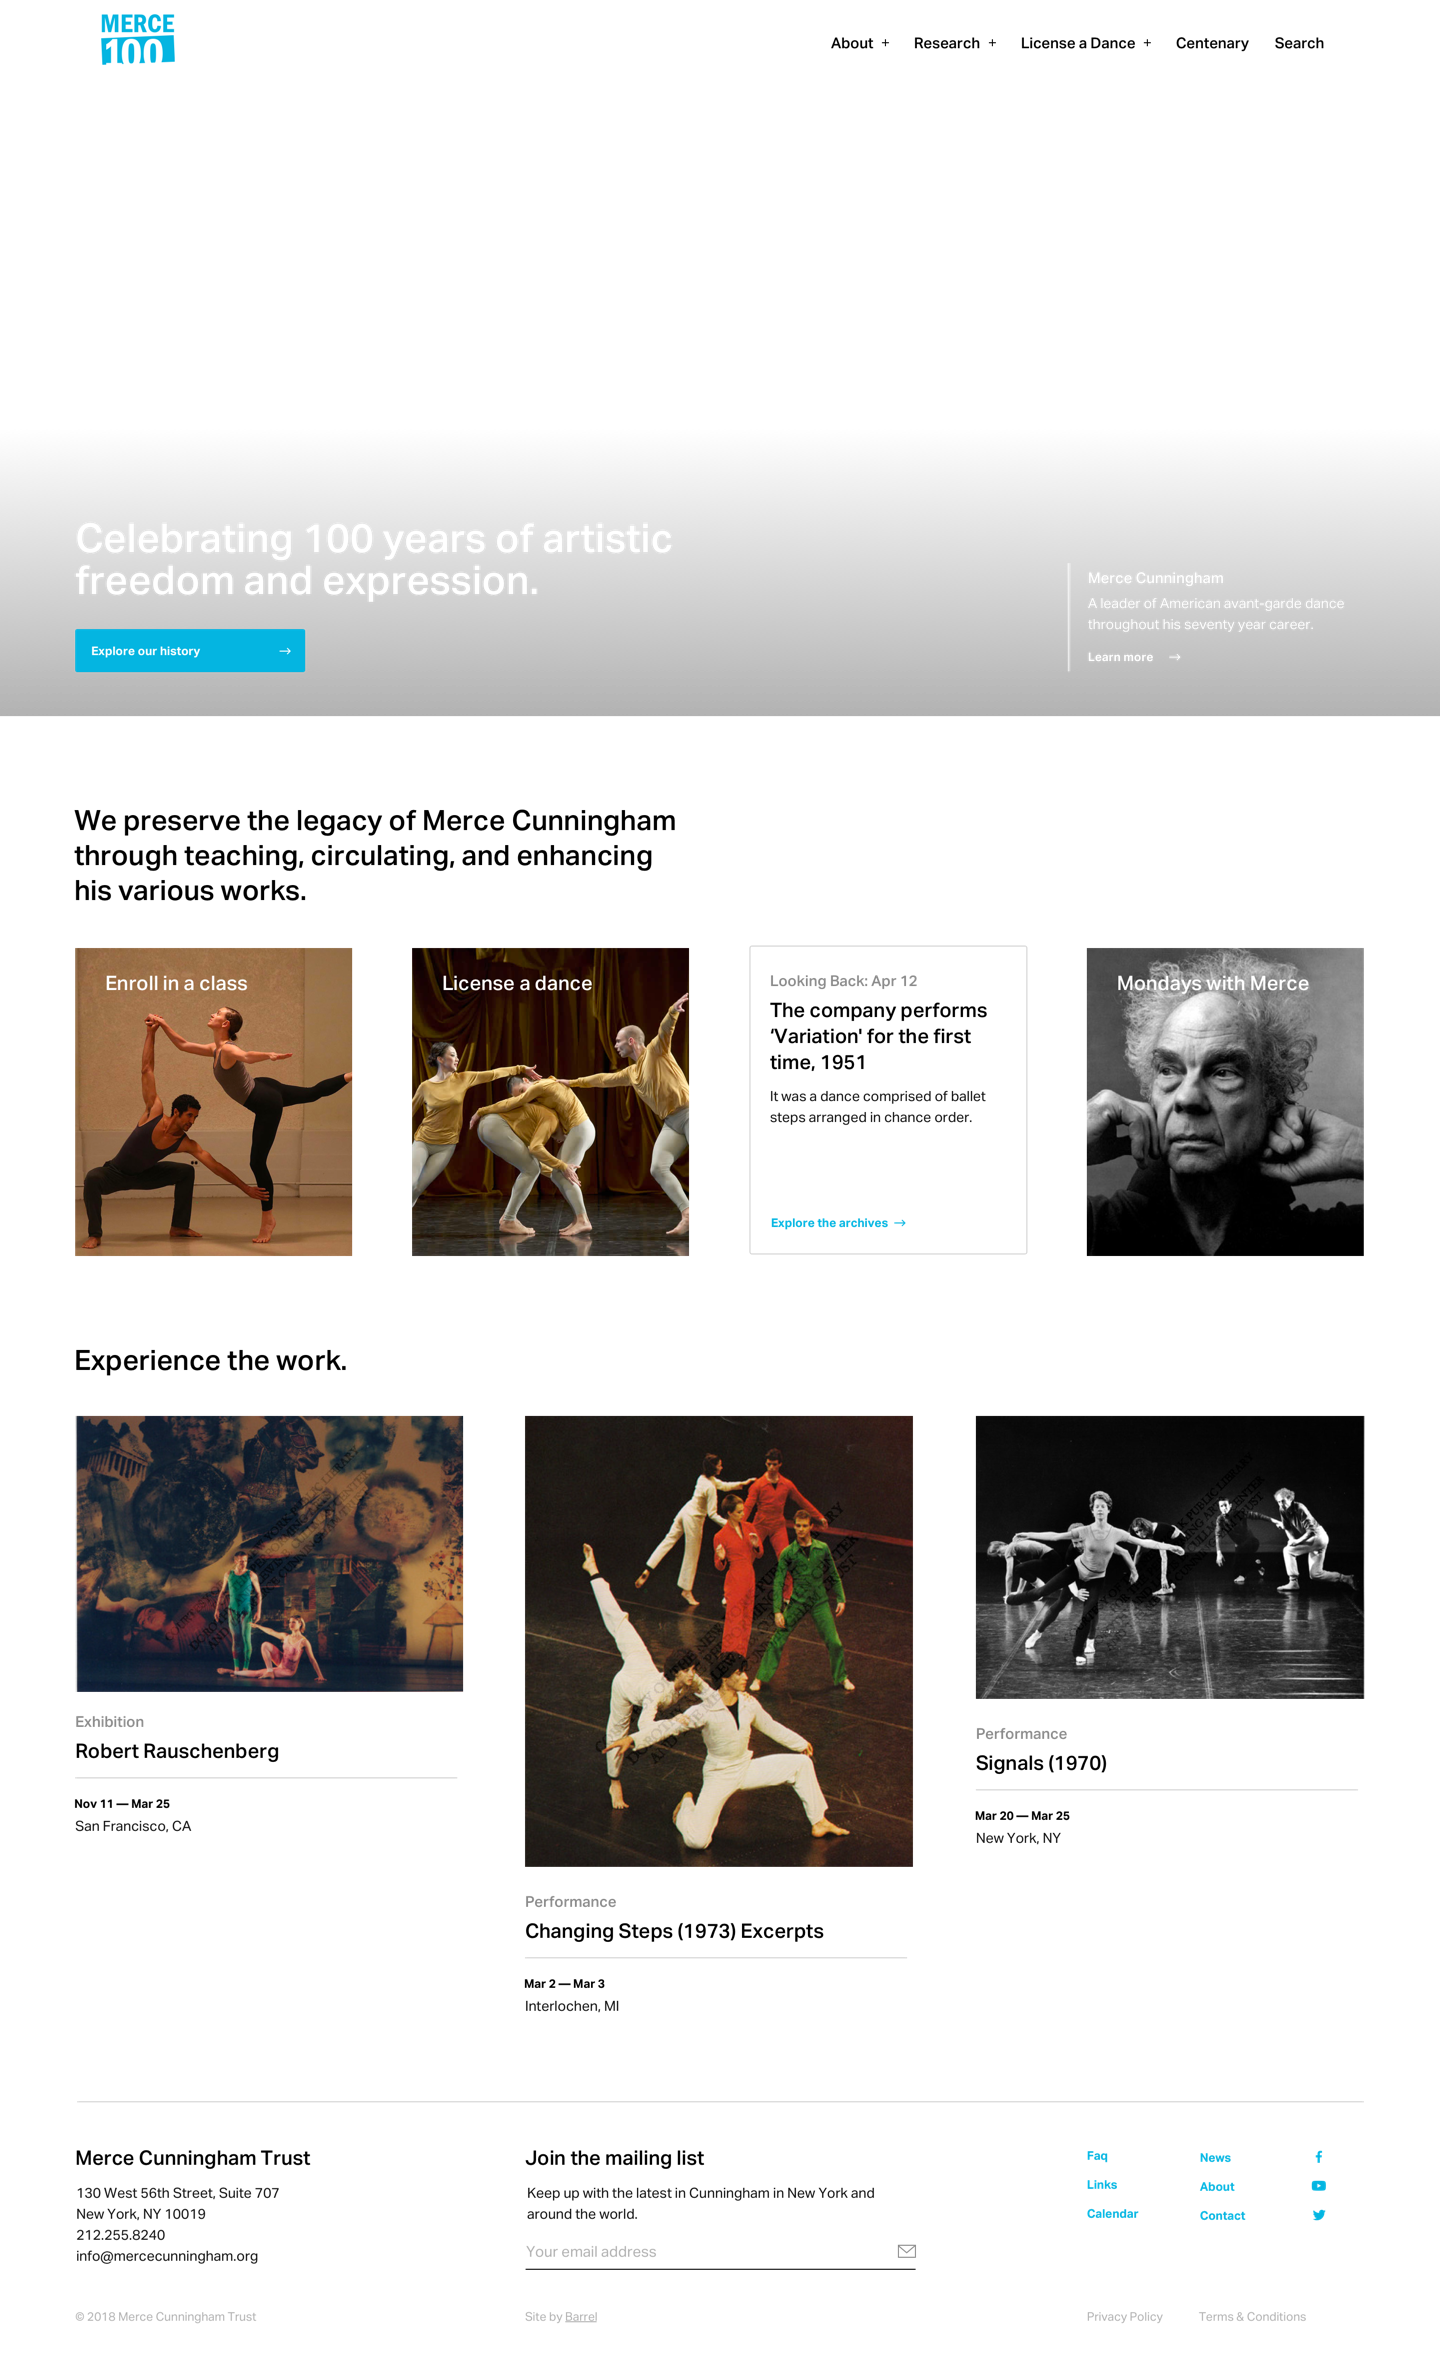 MERCE
100
About + Research + License a Dance + Centenary Search
Celebrating 100 years of artistic
freedom and expression.
Explore our history →
Merce Cunningham
A leader of American avant-garde dance
throughout his seventy year career.
Learn more →
We preserve the legacy of Merce Cunningham
through teaching, circulating, and enhancing
his various works.
Enroll in a class
License a dance
Looking Back: Apr 12
The company performs
‘Variation' for the first
time, 1951
It was a dance comprised of ballet
steps arranged in chance order.
Explore the archives →
Mondays with Merce
Experience the work.
Exhibition
Robert Rauschenberg
Nov 11 — Mar 25
San Francisco, CA
Performance
Changing Steps (1973) Excerpts
Mar 2 — Mar 3
Interlochen, MI
Performance
Signals (1970)
Mar 20 — Mar 25
New York, NY
Merce Cunningham Trust
130 West 56th Street, Suite 707
New York, NY 10019
212.255.8240
info@mercecunningham.org
Join the mailing list
Keep up with the latest in Cunningham in New York and
around the world.
Your email address
Faq
Links
Calendar
News
About
Contact
© 2018 Merce Cunningham Trust
Site by Barrel
Privacy Policy
Terms & Conditions